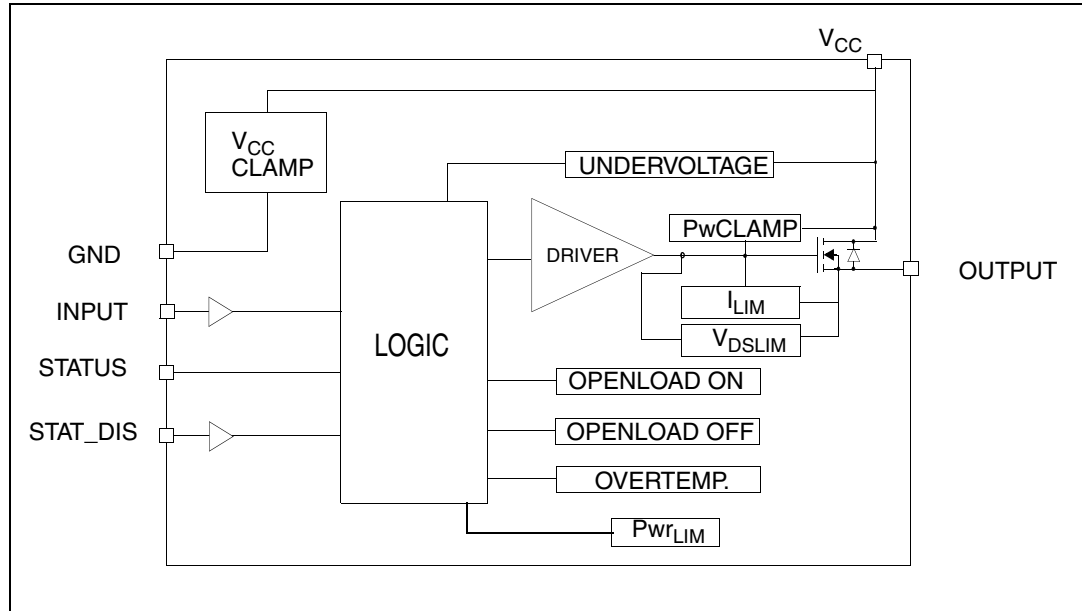 VCC
VCC
CLAMP
UNDERVOLTAGE
PwCLAMP
GND
DRIVER
OUTPUT
INPUT
ILIM
LOGIC
VDSLIM
STATUS
OPENLOAD ON
STAT_DIS
OPENLOAD OFF
OVERTEMP.
PwrLIM